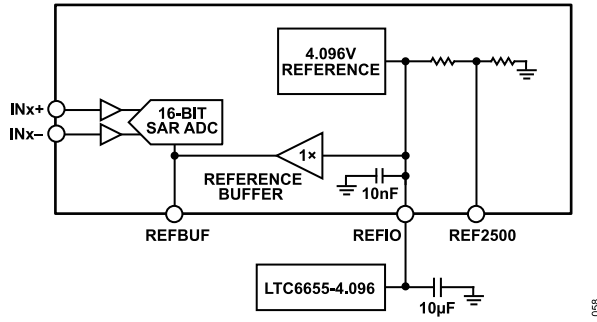 4.096V
REFERENCE
INx+
INx–
16-BIT
SAR ADC
1×
REFERENCE
BUFFER
10nF
REFBUF
REFIO
REF2500
LTC6655-4.096
10µF
058